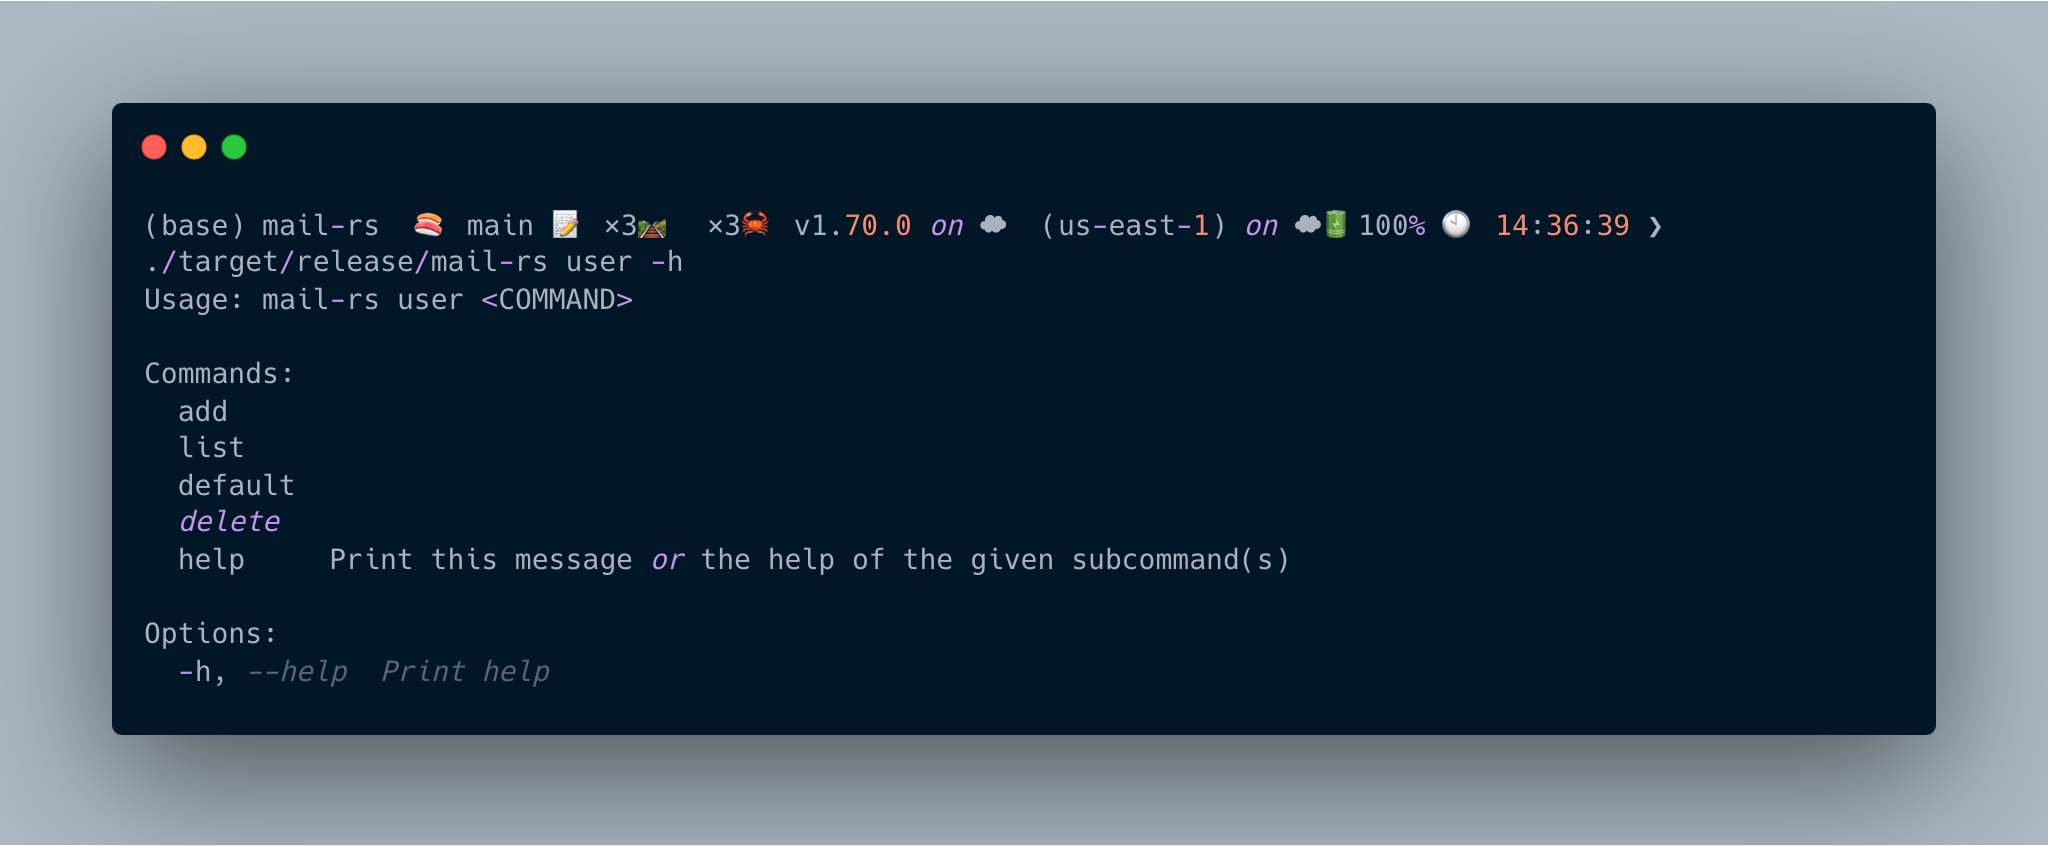 (base) mail-rs 🍣 main 📝 ×3🛤️ ×3🦀 v1.70.0 on ☁️ (us-east-1) on ☁️🔋100% 🕙 14:36:39 ❯
./target/release/mail-rs user -h
Usage: mail-rs user <COMMAND>

Commands:
  add
  list
  default
  delete
  help     Print this message or the help of the given subcommand(s)

Options:
  -h, --help  Print help